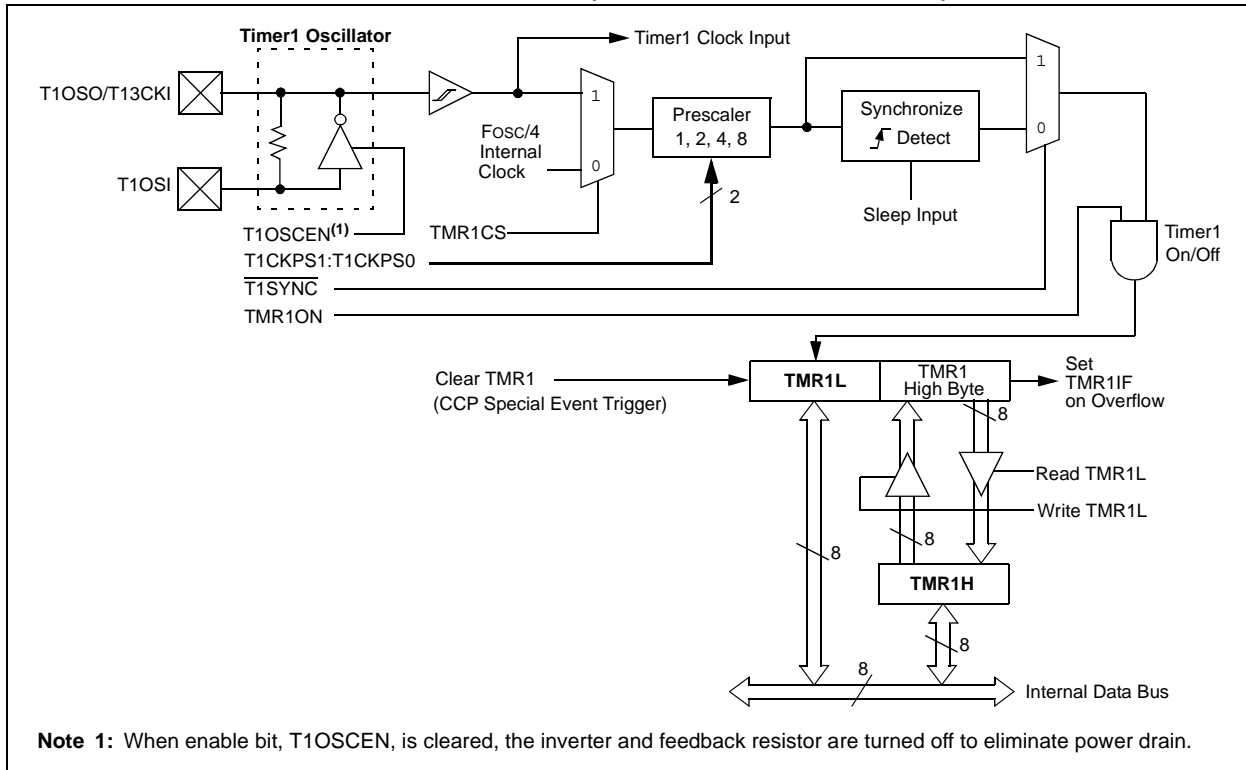 Timer1 Oscillator
Timer1 Clock Input
T1OSO/T13CKI
1
FOSC/4
Internal
Clock
0
Prescaler
1, 2, 4, 8
Synchronize
Detect
1
0
T1OSI
2
Sleep Input
T1OSCEN(1)
TMR1CS
T1CKPS1:T1CKPS0
T1SYNC
TMR1ON
Timer1
On/Off
Clear TMR1
(CCP Special Event Trigger)
TMR1L
TMR1
High Byte
Set
TMR1IF
on Overflow
8
Read TMR1L
Write TMR1L
8
8
TMR1H
8
8
Internal Data Bus
Note 1: When enable bit, T1OSCEN, is cleared, the inverter and feedback resistor are turned off to eliminate power drain.